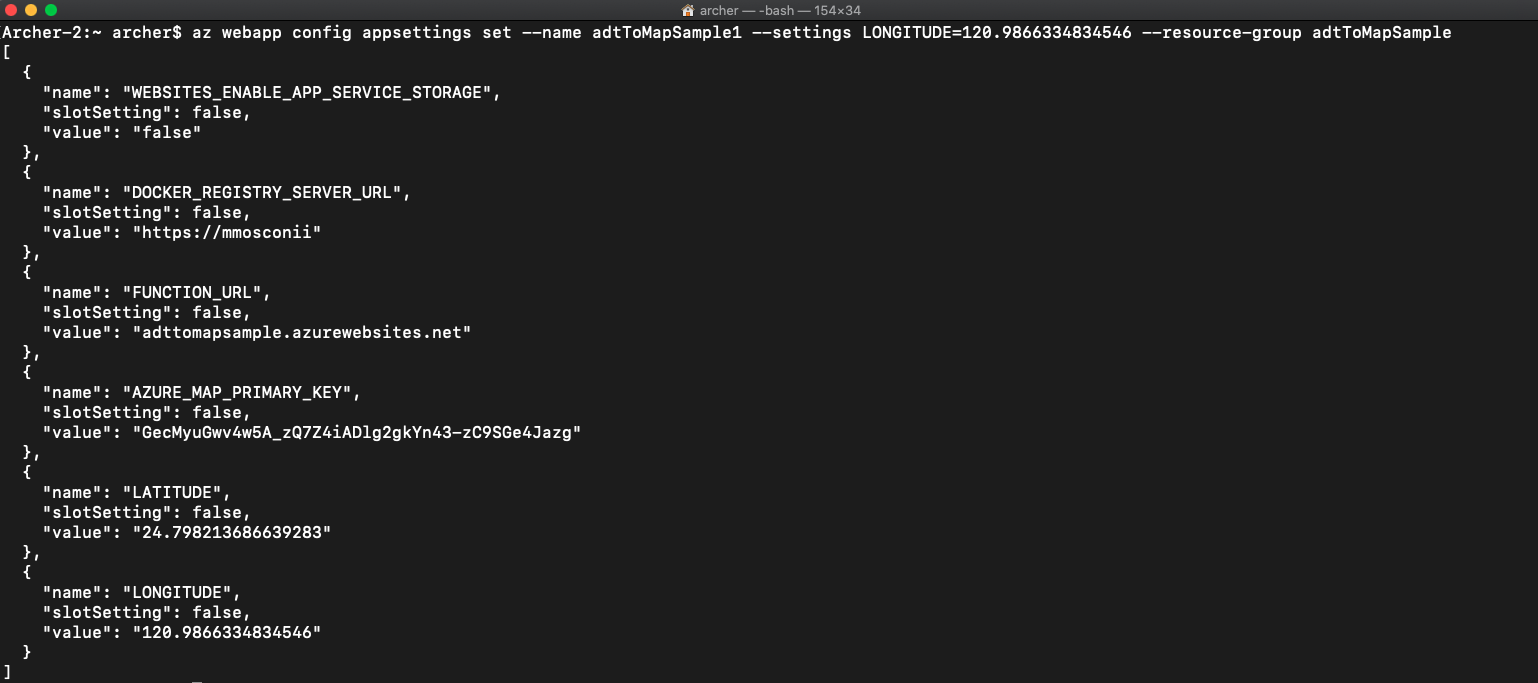 archer — -bash — 154×34
Archer-2:~ archer$ az webapp config appsettings set --name adtToMapSample1 --settings LONGITUDE=120.9866334834546 --resource-group adtToMapSample
[
  {
    "name": "WEBSITES_ENABLE_APP_SERVICE_STORAGE",
    "slotSetting": false,
    "value": "false"
  },
  {
    "name": "DOCKER_REGISTRY_SERVER_URL",
    "slotSetting": false,
    "value": "https://mmosconii"
  },
  {
    "name": "FUNCTION_URL",
    "slotSetting": false,
    "value": "adttomapsample.azurewebsites.net"
  },
  {
    "name": "AZURE_MAP_PRIMARY_KEY",
    "slotSetting": false,
    "value": "GecMyuGwv4w5A_zQ7Z4iADlg2gkYn43-zC9SGe4Jazg"
  },
  {
    "name": "LATITUDE",
    "slotSetting": false,
    "value": "24.798213686639283"
  },
  {
    "name": "LONGITUDE",
    "slotSetting": false,
    "value": "120.9866334834546"
  }
]